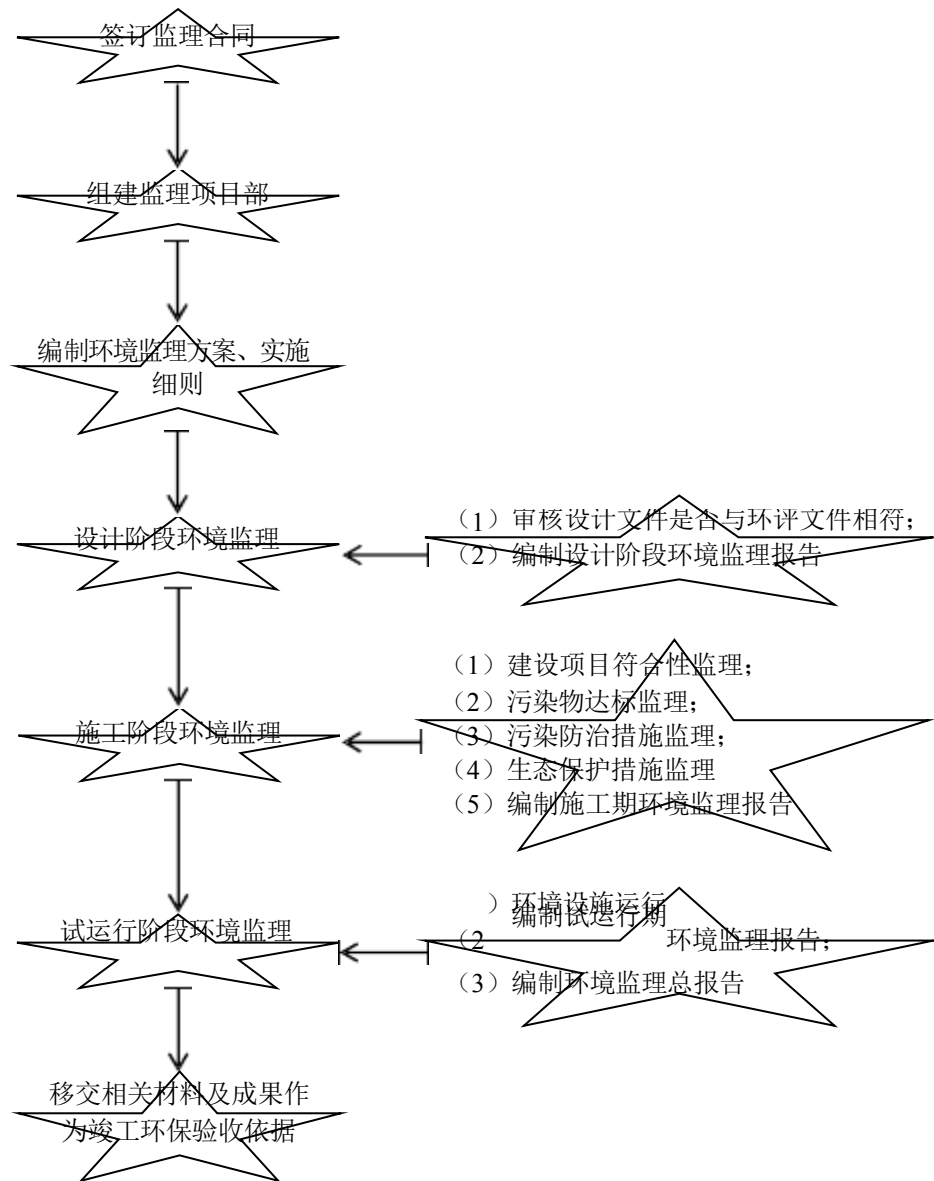 签订监理合同
组建监理项目部
编制环境监理方案、实施
细则
设计阶段环境监理
（1）审核设计文件是否与环评文件相符；
（2）编制设计阶段环境监理报告
（1）建设项目符合性监理；
（2）污染物达标监理；
（3）污染防治措施监理；
（4）生态保护措施监理
（5）编制施工期环境监理报告
施工阶段环境监理
）环境设施运行
编制试运行期
（2 环境监理报告；
（3）编制环境监理总报告
试运行阶段环境监理
移交相关材料及成果作
为竣工环保验收依据